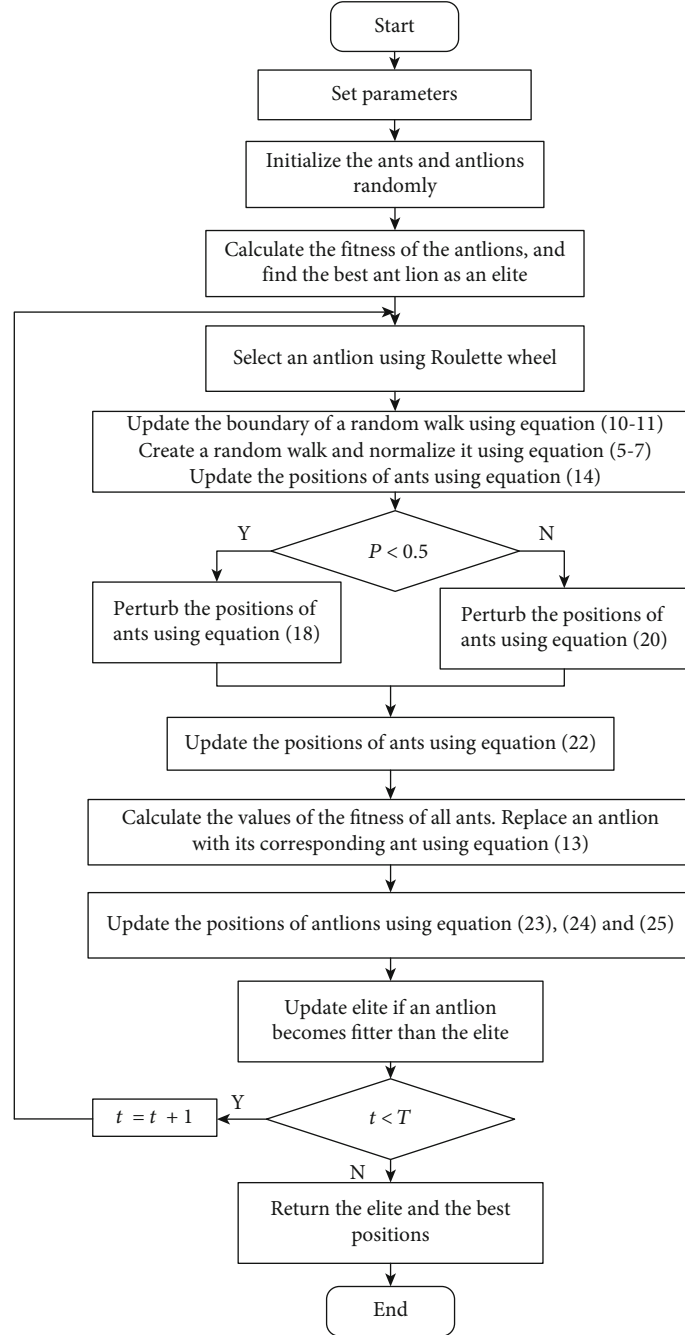 Start
Set parameters
Initialize the ants and antlions
randomly
Calculate the fitness of the antlions, and
find the best ant lion as an elite
Select an antlion using Roulette wheel
Update the boundary of a random walk using equation (10-11)
Create a random walk and normalize it using equation (5-7)
Update the positions of ants using equation (14)
Y
N
P < 0.5
Perturb the positions of
ants using equation (18)
Perturb the positions of
ants using equation (20)
Update the positions of ants using equation (22)
Calculate the values of the fitness of all ants. Replace an antlion
with its corresponding ant using equation (13)
Update the positions of antlions using equation (23), (24) and (25)
Update elite if an antlion
becomes fitter than the elite
t = t + 1
Y
t < T
N
Return the elite and the best
positions
End